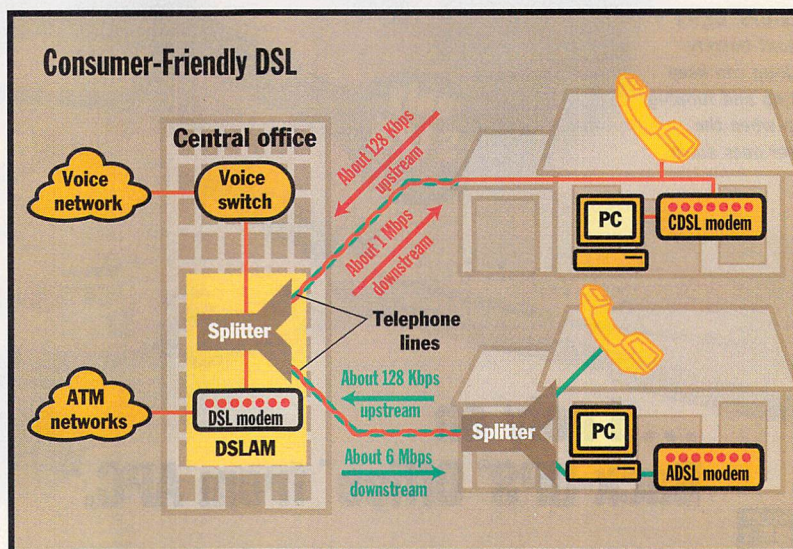 Consumer-Friendly DSL
Central office
Voice
network
Voice
switch
About 128 Kbps
upstream
About 1 Mbps
downstream
PC
CDSL modem
Splitter
Telephone
lines
ATM
networks
DSL modem
DSLAM
About 128 Kbps
upstream
About 6 Mbps
downstream
Splitter
PC
ADSL modem